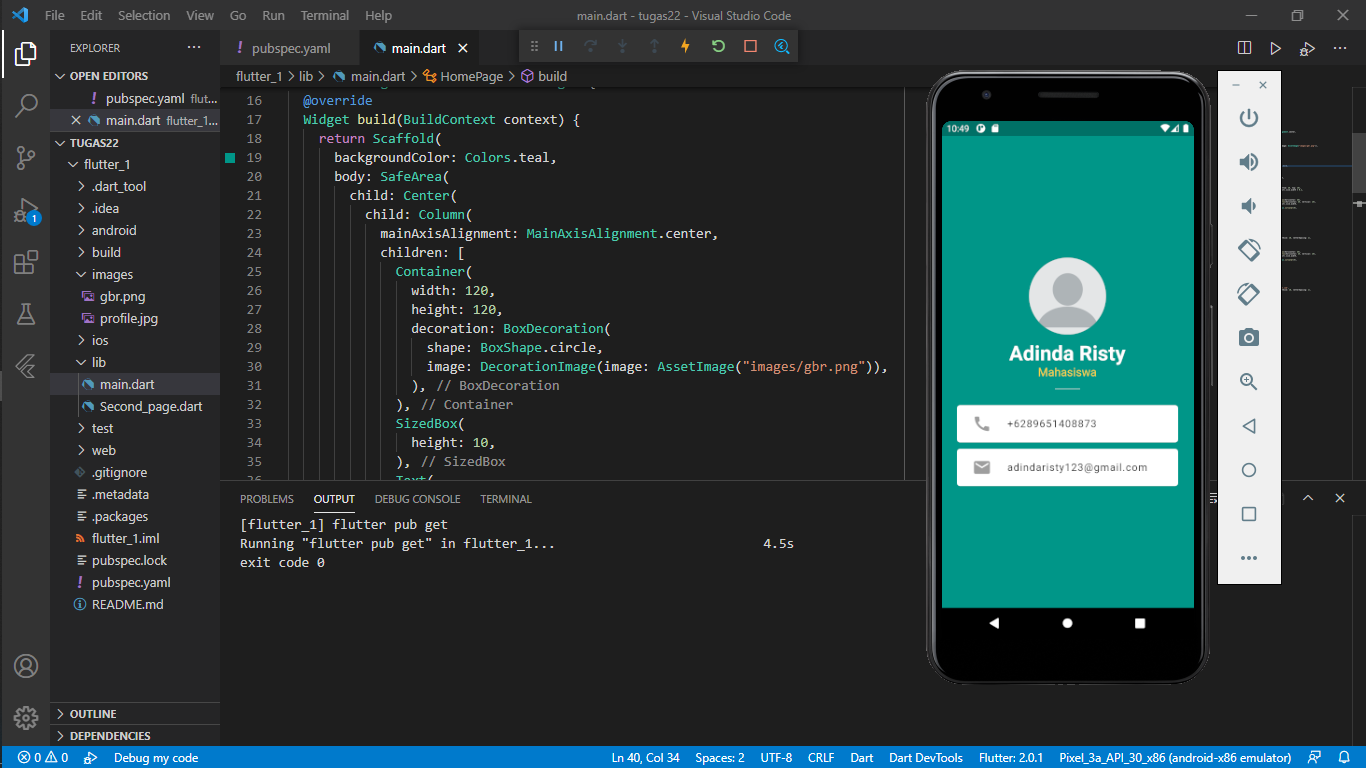 File Edit Selection View Go Run Terminal Help
main.dart - tugas22 - Visual Studio Code
EXPLORER
OPEN EDITORS
pubspec.yaml flut...
main.dart flutter_1...
TUGAS22
flutter_1
.dart_tool
.idea
android
build
images
gbr.png
profile.jpg
ios
lib
main.dart
Second_page.dart
test
web
.gitignore
.metadata
.packages
flutter_1.iml
pubspec.lock
pubspec.yaml
README.md
OUTLINE
DEPENDENCIES
1
pubspec.yaml
main.dart
flutter_1 > lib > main.dart > HomePage > build
16 @override
17 Widget build(BuildContext context) {
18 return Scaffold(
19 backgroundColor: Colors.teal,
20 body: SafeArea(
21 child: Center(
22 child: Column(
23 mainAxisAlignment: MainAxisAlignment.center,
24 children: [
25 Container(
26 width: 120,
27 height: 120,
28 decoration: BoxDecoration(
29 shape: BoxShape.circle,
30 image: DecorationImage(image: AssetImage("images/gbr.png")),
31 ), // BoxDecoration
32 ), // Container
33 SizedBox(
34 height: 10,
35 ), // SizedBox
PROBLEMS OUTPUT DEBUG CONSOLE TERMINAL
[flutter_1] flutter pub get
Running "flutter pub get" in flutter_1... 4.5s
exit code 0
10:49
Adinda Risty
Mahasiswa
+6289651408873
adindaristy123@gmail.com
0 0 Debug my code
Ln 40, Col 34 Spaces: 2 UTF-8 CRLF Dart Dart DevTools Flutter: 2.0.1 Pixel_3a_API_30_x86 (android-x86 emulator)